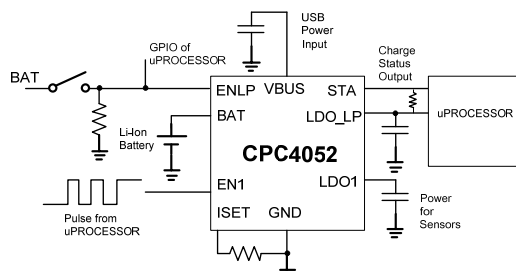 USB
Power
Input
GPIO of
uPROCESSOR
Charge
Status
Output
BAT
ENLP
VBUS
STA
BAT
LDO_LP
uPROCESSOR
Li-Ion
Battery
CPC4052
EN1
LDO1
Pulse from
uPROCESSOR
ISET
GND
Power
for
Sensors